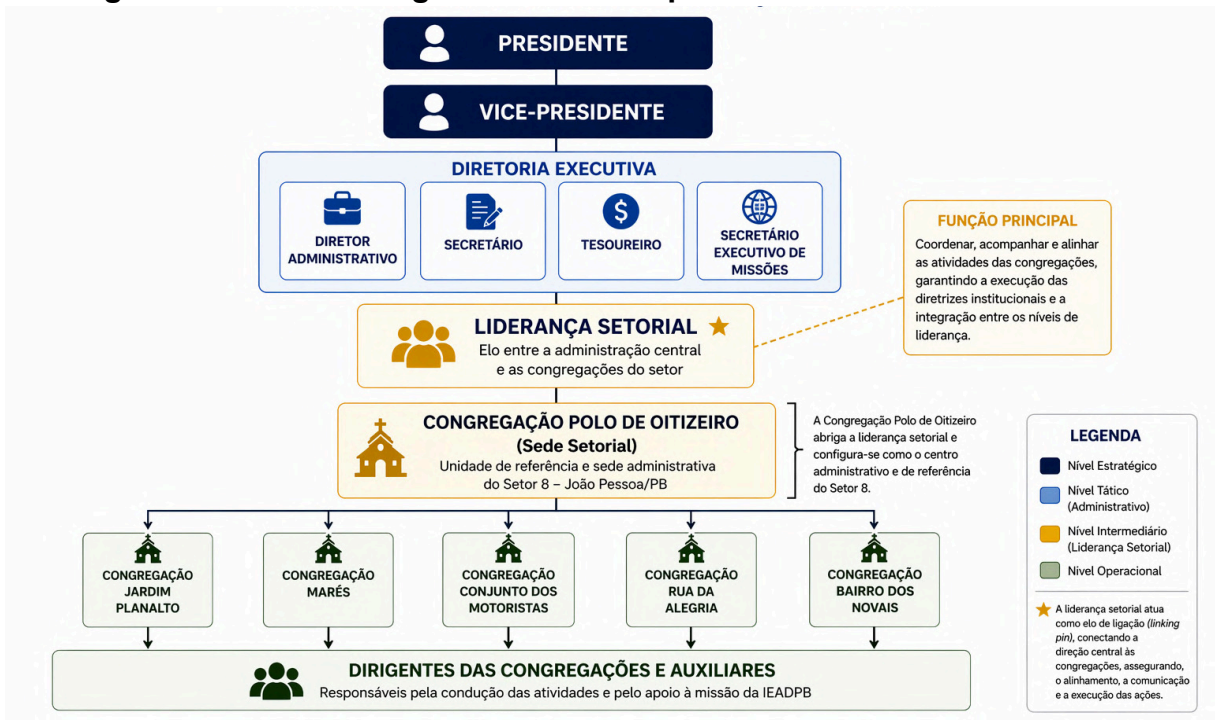 PRESIDENTE
VICE-PRESIDENTE
DIRETORIA EXECUTIVA
DIRETOR
ADMINISTRATIVO
SECRETÁRIO
TESOUREIRO
SECRETÁRIO
EXECUTIVO DE
MISSÕES
FUNÇÃO PRINCIPAL
Coordenar, acompanhar e alinhar
as atividades das congregações,
garantindo a execução das
diretrizes institucionais e a
integração entre os níveis de
liderança.
LIDERANÇA SETORIAL
Elo entre a administração central
e as congregações do setor
CONGREGAÇÃO POLO DE OITIZEIRO
(Sede Setorial)
Unidade de referência e sede administrativa
do Setor 8 – João Pessoa/PB
A Congregação Polo de Oitizeiro
abriga a liderança setorial e
configura-se como o centro
administrativo e de referência
do Setor 8.
CONGREGAÇÃO
JARDIM
PLANALTO
CONGREGAÇÃO
MARÉS
CONGREGAÇÃO
CONJUNTO DOS
MOTORISTAS
CONGREGAÇÃO
RUA DA
ALEGRIA
CONGREGAÇÃO
BAIRRO DOS
NOVAIS
DIRIGENTES DAS CONGREGAÇÕES E AUXILIARES
Responsáveis pela condução das atividades e pelo apoio à missão da IEADPB
LEGENDA
Nível Estratégico
Nível Tático
(Administrativo)
Nível Intermediário
(Liderança Setorial)
Nivel Operacional
A liderança setorial atua
como elo de ligação (linking
pin), conectando a
direção central às
congregações, assegurando,
o alinhamento, a comunicação
e a execução das ações.